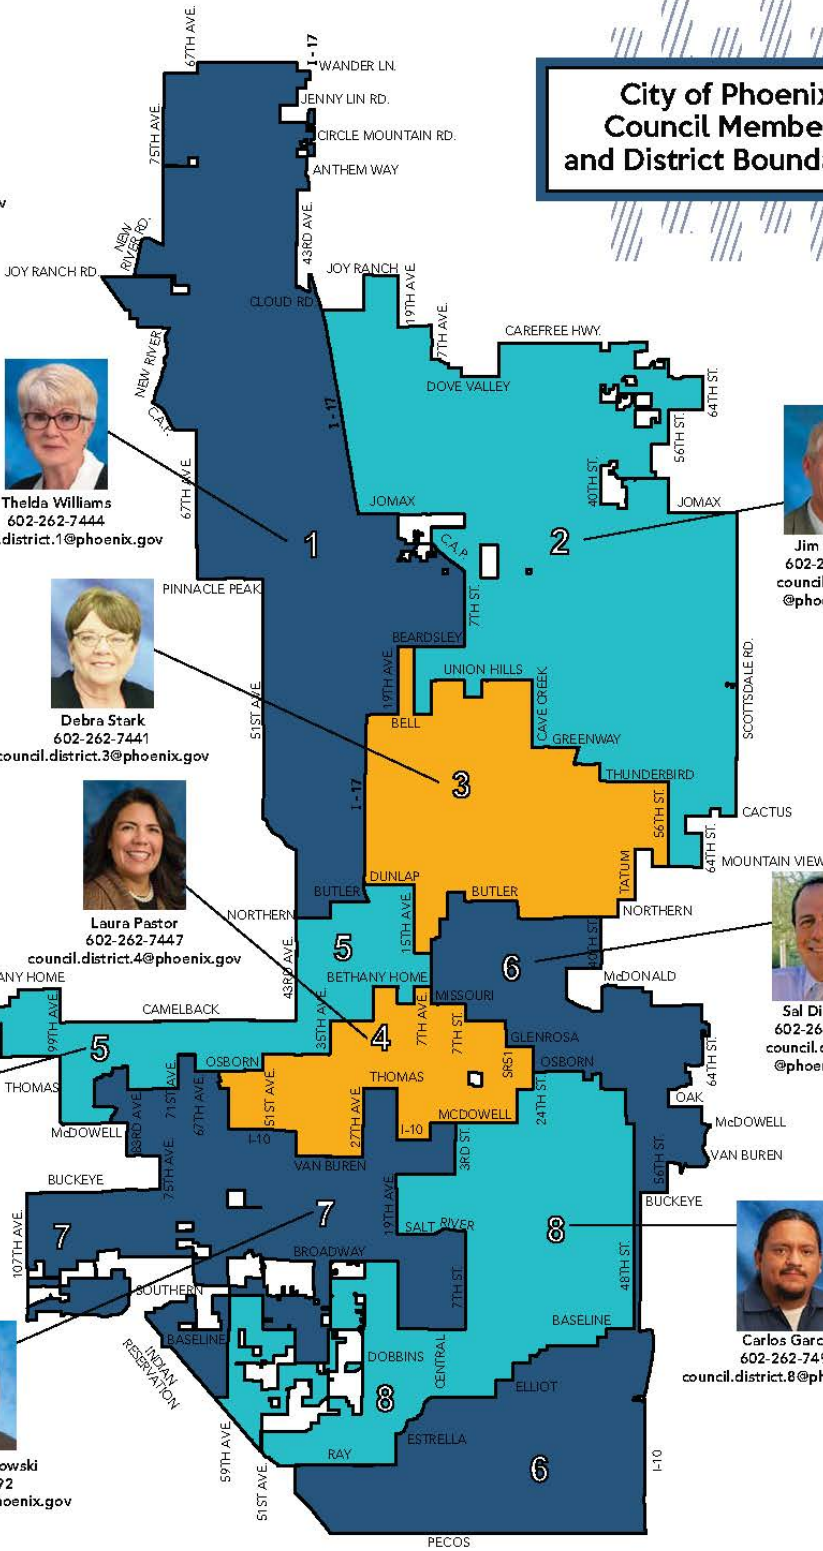 City of Phoenix
Council Membe
and District Bounda
67TH AVE.
I - 17
WANDER LN.
JENNY LIN RD.
75TH AVE.
CIRCLE MOUNTAIN RD.
ANTHEM WAY
NEW
RIVER RD.
43RD AVE.
JOY RANCH RD.
JOY RANCH
CLOUD RD.
19TH AVE.
7TH AVE.
CAREFREE HWY.
NEW RIVER
DOVE VALLEY
64TH ST.
C.A.P.
I - 17
56TH ST.
40TH ST.
67TH AVE.
JOMAX
JOMAX
Thelda Williams
602-262-7444
.district.1@phoenix.gov
1
2
C.A.P.
Jim
602-2
council.
@phoe
PINNACLE PEAK
7TH ST.
BEARDSLEY
19TH AVE.
UNION HILLS
CAVE CREEK
SCOTTSDALE RD.
51ST AVE.
BELL
GREENWAY
Debra Stark
602-262-7441
council.district.3@phoenix.gov
3
THUNDERBIRD
I - 17
56TH ST.
CACTUS
64TH ST.
MOUNTAIN VIEW
TATUM
DUNLAP
BUTLER
BUTLER
NORTHERN
NORTHERN
Laura Pastor
602-262-7447
council.district.4@phoenix.gov
5
15TH AVE.
6
40TH ST.
43RD AVE.
BETHANY HOME
McDONALD
ANY HOME
99TH AVE.
CAMELBACK
35TH AVE.
MISSOURI
7TH AVE.
7TH ST.
GLENROSA
Sal Di
602-26
council.d
@phoen
5
4
OSBORN
OSBORN
SR51
64TH ST.
THOMAS
THOMAS
71ST AVE.
67TH AVE.
51ST AVE.
24TH ST.
OAK
83RD AVE.
27TH AVE.
McDOWELL
McDOWELL
McDOWELL
I-10
I-10
3RD ST.
VAN BUREN
VAN BUREN
75TH AVE.
56TH ST.
BUCKEYE
BUCKEYE
107TH AVE.
7
7
19TH AVE.
SALT RIVER
8
BROADWAY
48TH ST.
7TH ST.
SOUTHERN
BASELINE
BASELINE
INDIAN
RESERVATION
DOBBINS
CENTRAL
Carlos Garc
602-262-749
council.district.8@ph
ELLIOT
8
59TH AVE.
ESTRELLA
RAY
51ST AVE.
6
I-10
owski
92
hoenix.gov
PECOS